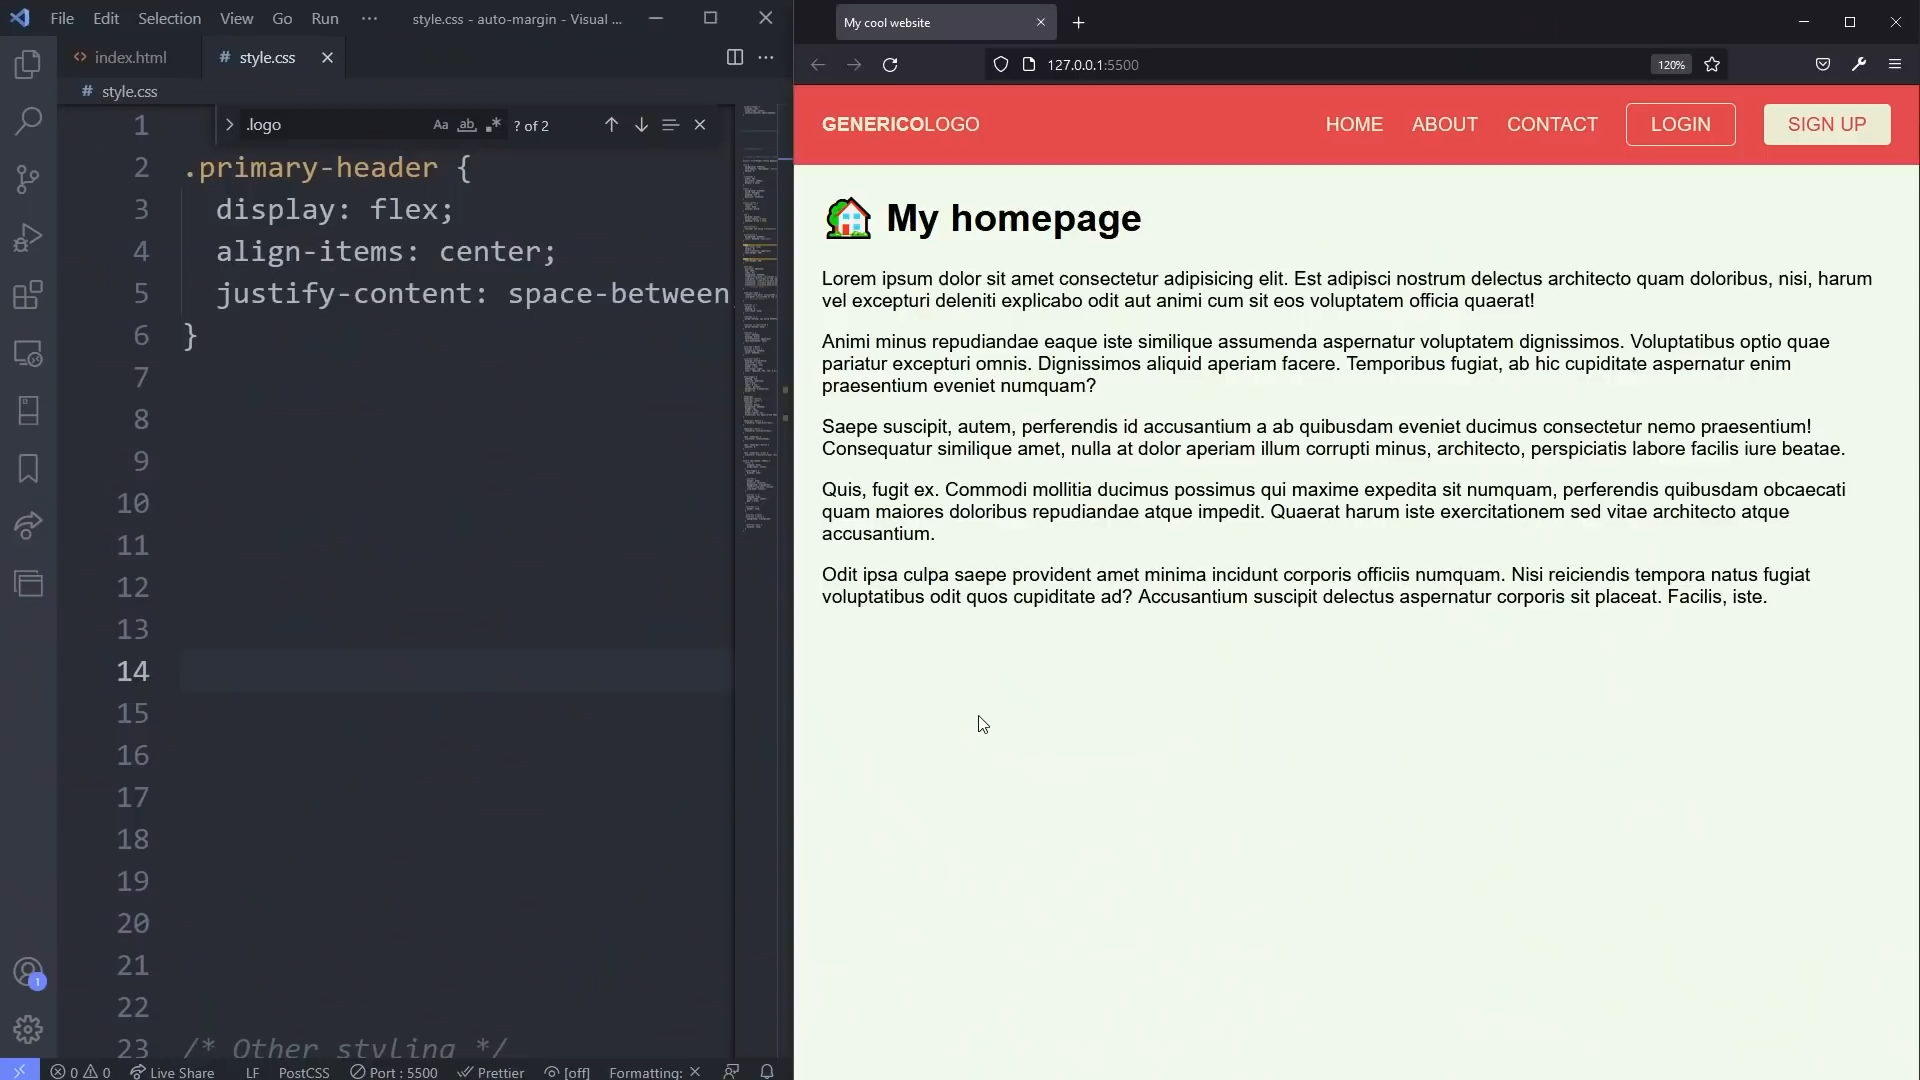 File Edit Selection View Go Run ··· style.css - auto-margin - Visual ...
index.html # style.css
# style.css
.logo Aa ab ? of 2
1
2 .primary-header {
3 display: flex;
4 align-items: center;
5 justify-content: space-between
6 }
7
8
9
10
11
12
13
14
15
16
17
18
19
20
21
22
23 /* Other styling */
1
0 0 Live Share LF PostCSS Port : 5500 Prettier [off] Formatting: ×
My cool website
127.0.0.1:5500 120%
GENERICOLOGO HOME ABOUT CONTACT LOGIN SIGN UP
My homepage
Lorem ipsum dolor sit amet consectetur adipisicing elit. Est adipisci nostrum delectus architecto quam doloribus, nisi, harum
vel excepturi deleniti explicabo odit aut animi cum sit eos voluptatem officia quaerat!
Animi minus repudiandae eaque iste similique assumenda aspernatur voluptatem dignissimos. Voluptatibus optio quae
pariatur excepturi omnis. Dignissimos aliquid aperiam facere. Temporibus fugiat, ab hic cupiditate aspernatur enim
praesentium eveniet numquam?
Saepe suscipit, autem, perferendis id accusantium a ab quibusdam eveniet ducimus consectetur nemo praesentium!
Consequatur similique amet, nulla at dolor aperiam illum corrupti minus, architecto, perspiciatis labore facilis iure beatae.
Quis, fugit ex. Commodi mollitia ducimus possimus qui maxime expedita sit numquam, perferendis quibusdam obcaecati
quam maiores doloribus repudiandae atque impedit. Quaerat harum iste exercitationem sed vitae architecto atque
accusantium.
Odit ipsa culpa saepe provident amet minima incidunt corporis officiis numquam. Nisi reiciendis tempora natus fugiat
voluptatibus odit quos cupiditate ad? Accusantium suscipit delectus aspernatur corporis sit placeat. Facilis, iste.